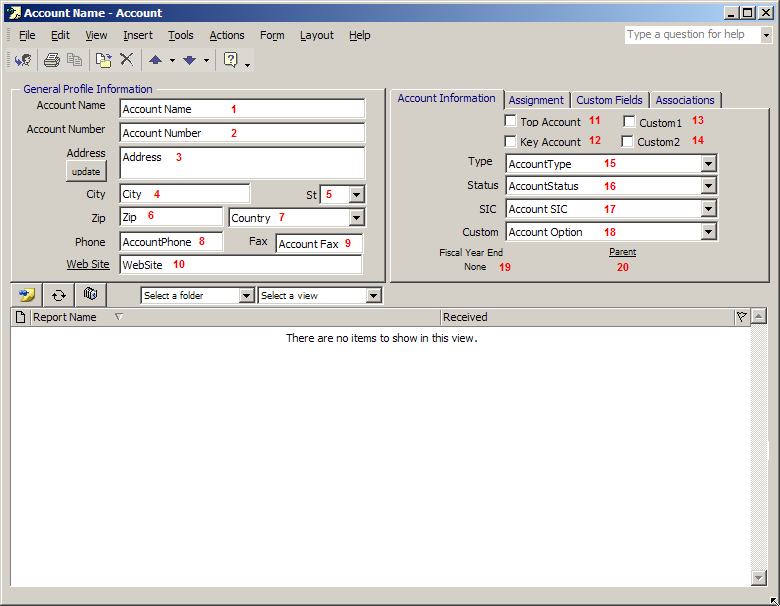 Account Name - Account
File Edit View Insert Tools Actions Form Layout Help Type a question for help
General Profile Information
Account Name Account Name 1
Account Number Account Number 2
Address Address 3
update
City City 4 St 5
Zip Zip 6 Country 7
Phone AccountPhone 8 Fax Account Fax 9
Web Site WebSite 10
Account Information Assignment Custom Fields Associations
Top Account 11 Custom1 13
Key Account 12 Custom2 14
Type AccountType 15
Status AccountStatus 16
SIC Account SIC 17
Custom Account Option 18
Fiscal Year End Parent
None 19 20
Select a folder Select a view
Report Name Received
There are no items to show in this view.